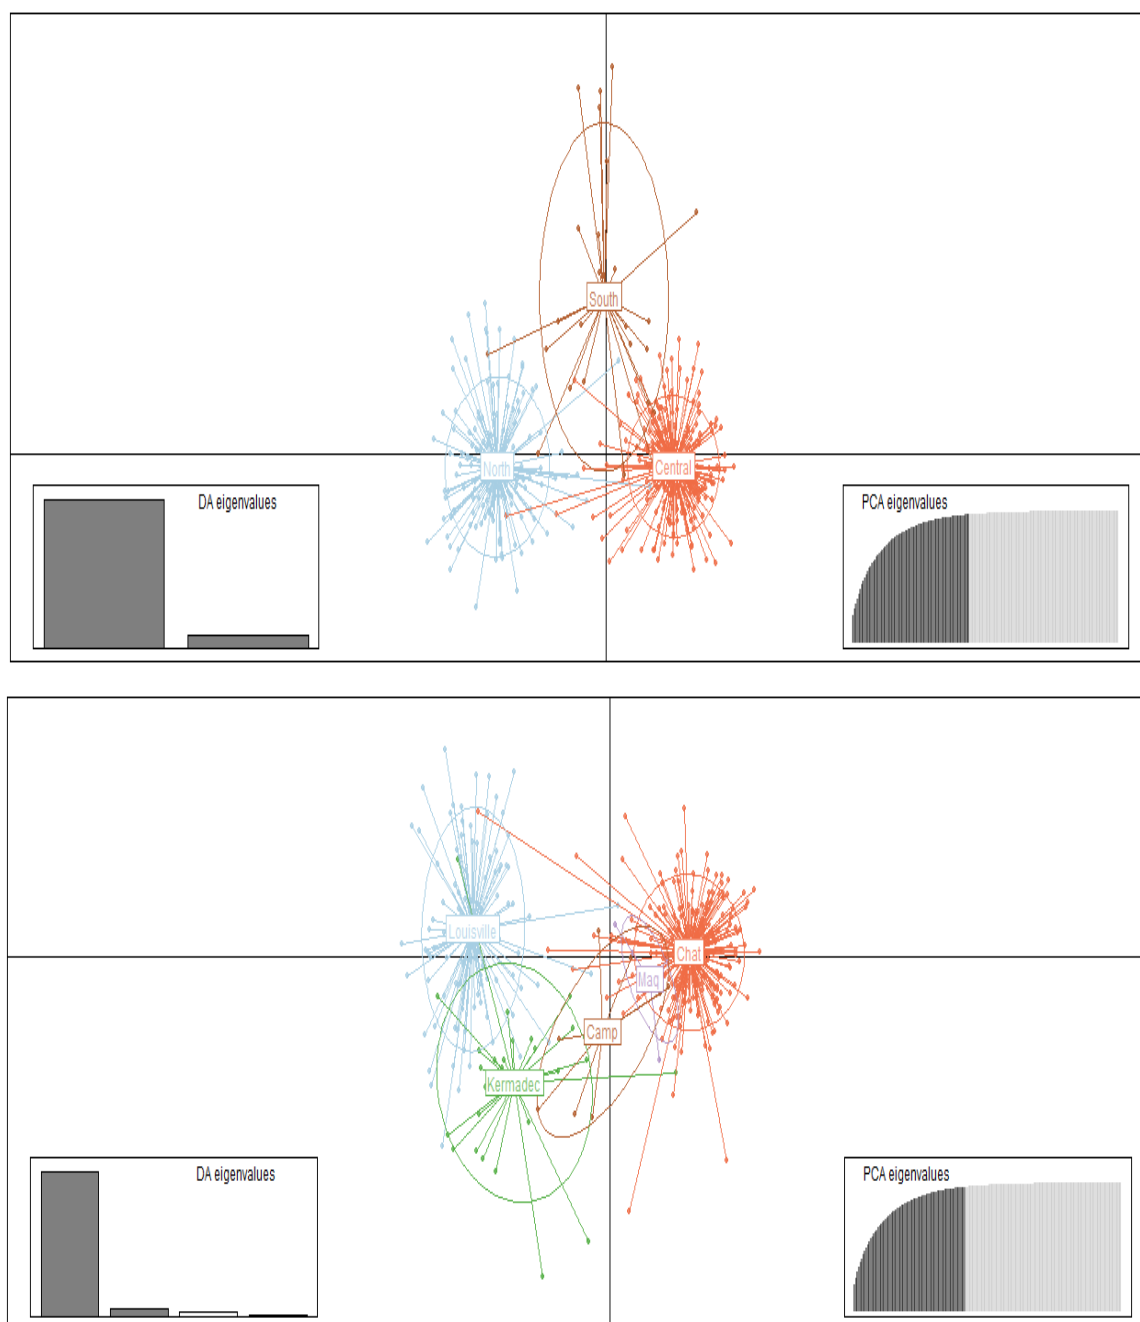 South
North
Central
DA eigenvalues
PCA eigenvalues
Louisville
Chat
Maq
Camp
Kermadec
DA eigenvalues
PCA eigenvalues